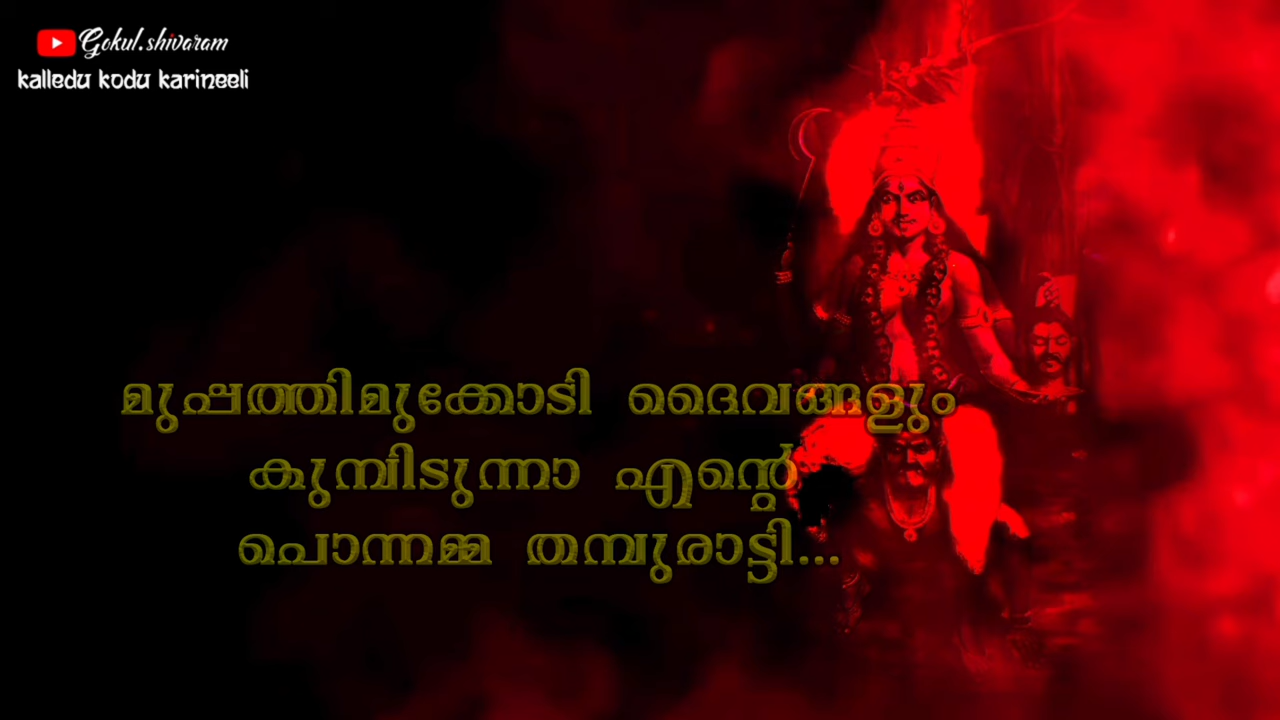 Gokul.shivaram
kalledu kodu karineeli
മുപ്പത്തിമുക്കോടി ദൈവങ്ങളും
കുമ്പിടുന്നാ എന്റെ
പൊന്നമ്മ തമ്പുരാട്ടി...